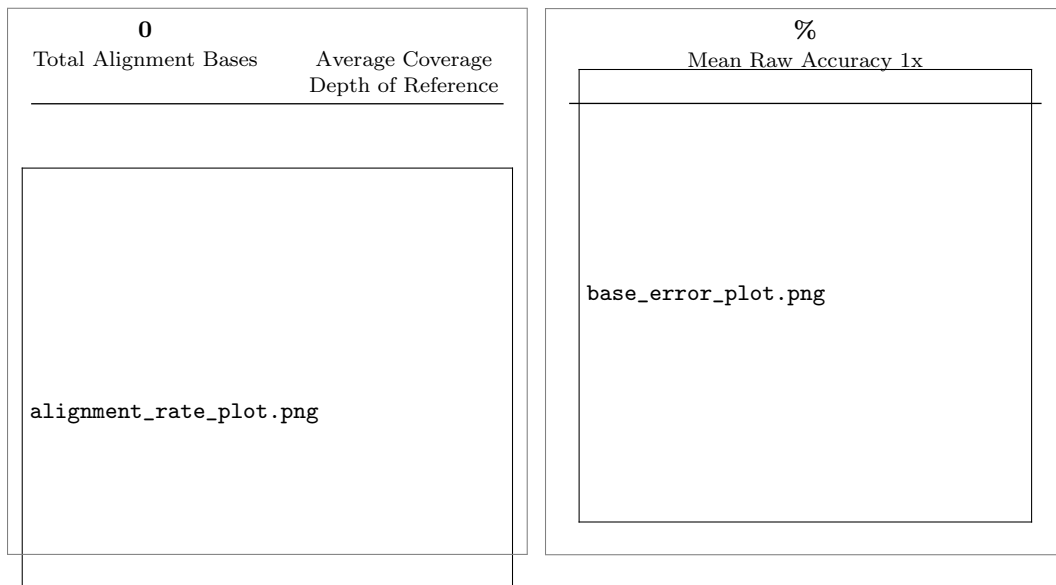 0
Total Alignment Bases
Average Coverage
Depth of Reference
alignment_rate_plot.png
%
Mean Raw Accuracy 1x
base_error_plot.png